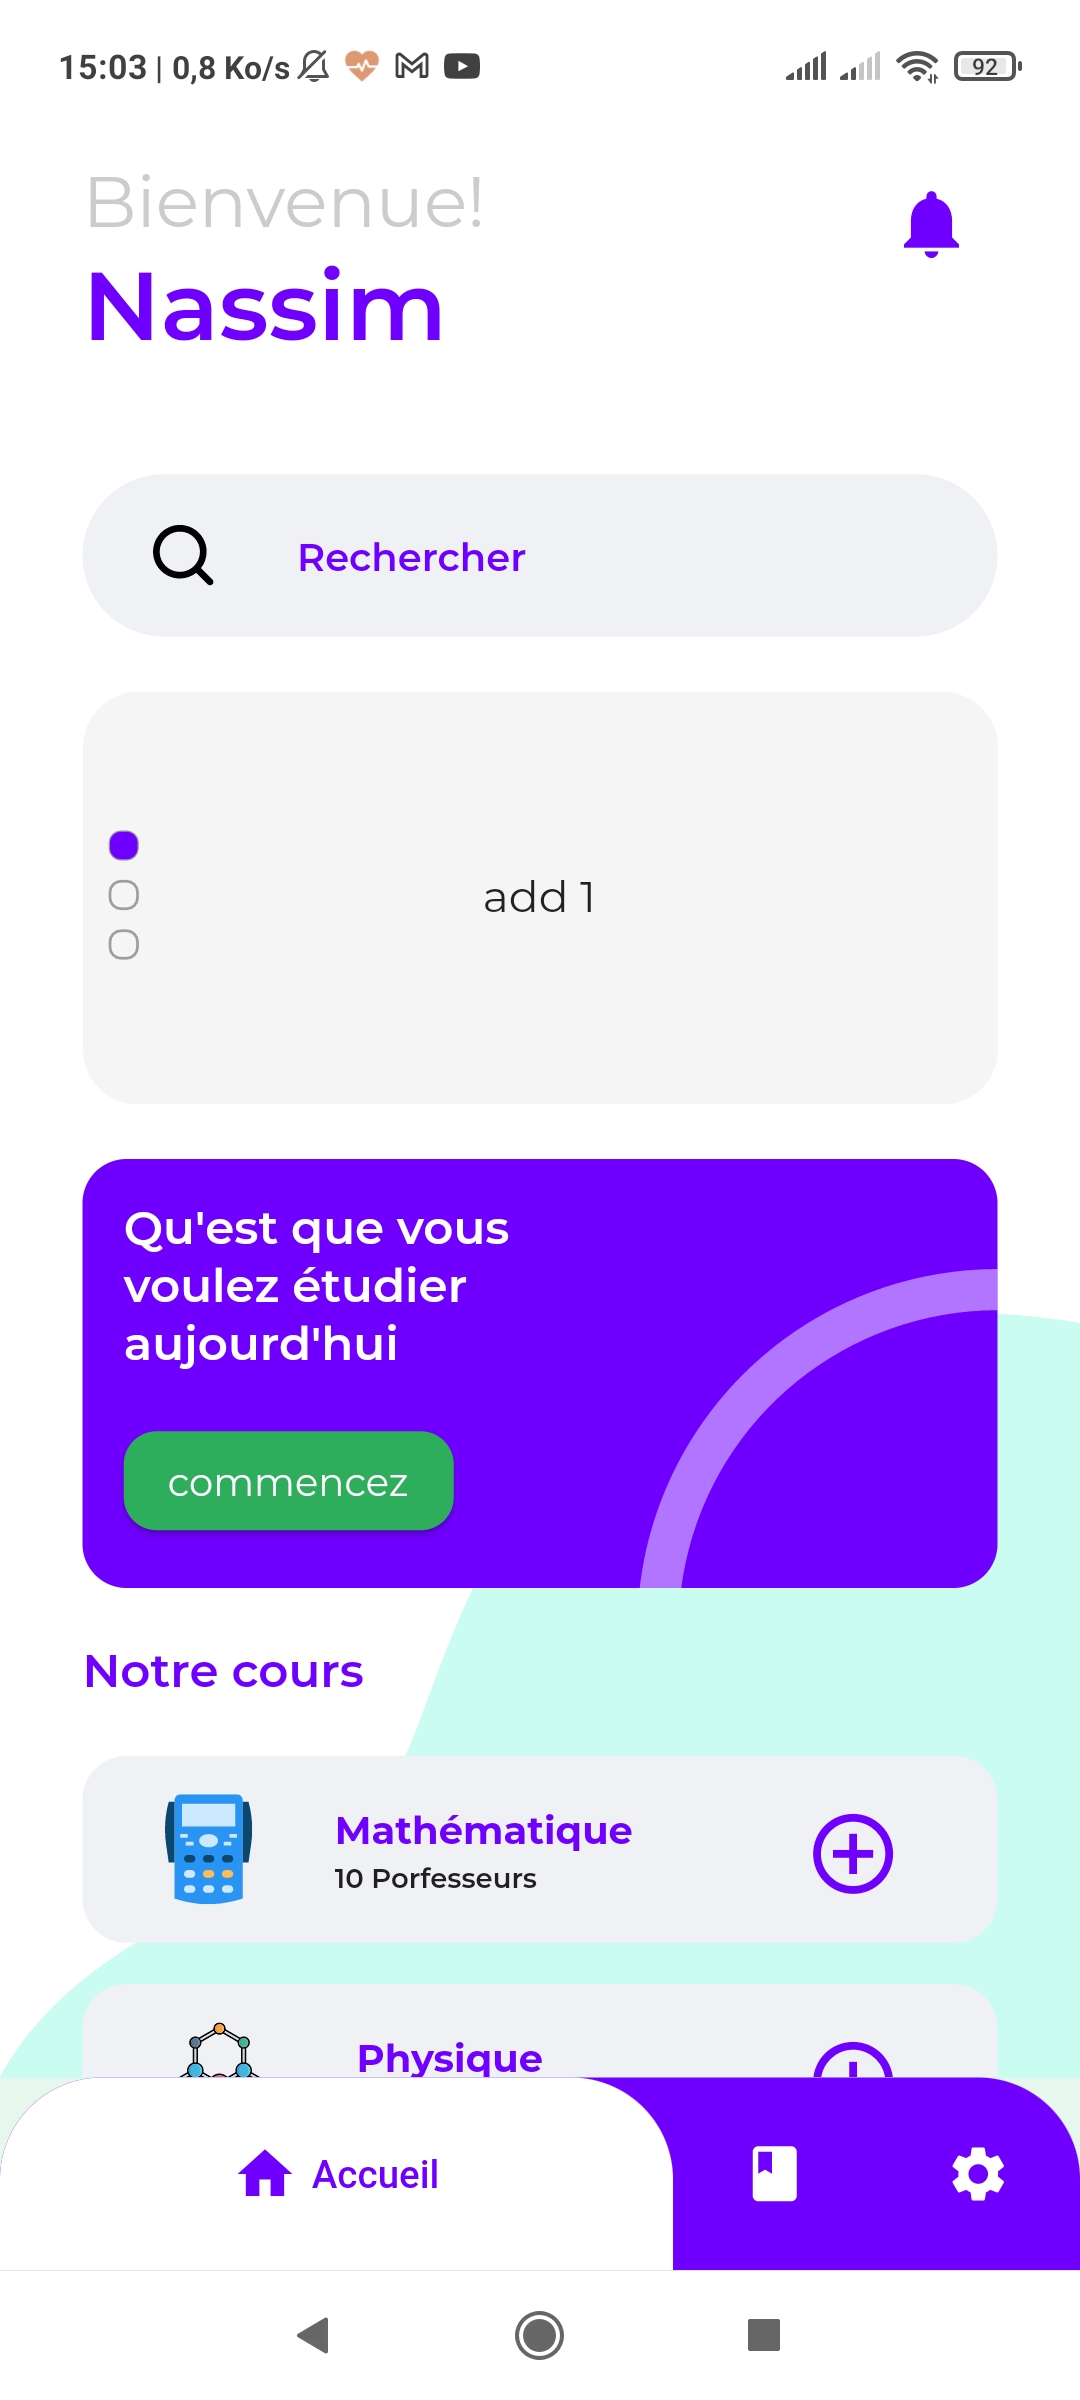 15:03 | 0,8 Ko/s
92
Bienvenue!
Nassim
Rechercher
add 1
Qu'est que vous
voulez étudier
aujourd'hui
commencez
Notre cours
Mathématique
10 Porfesseurs
Physique
Accueil